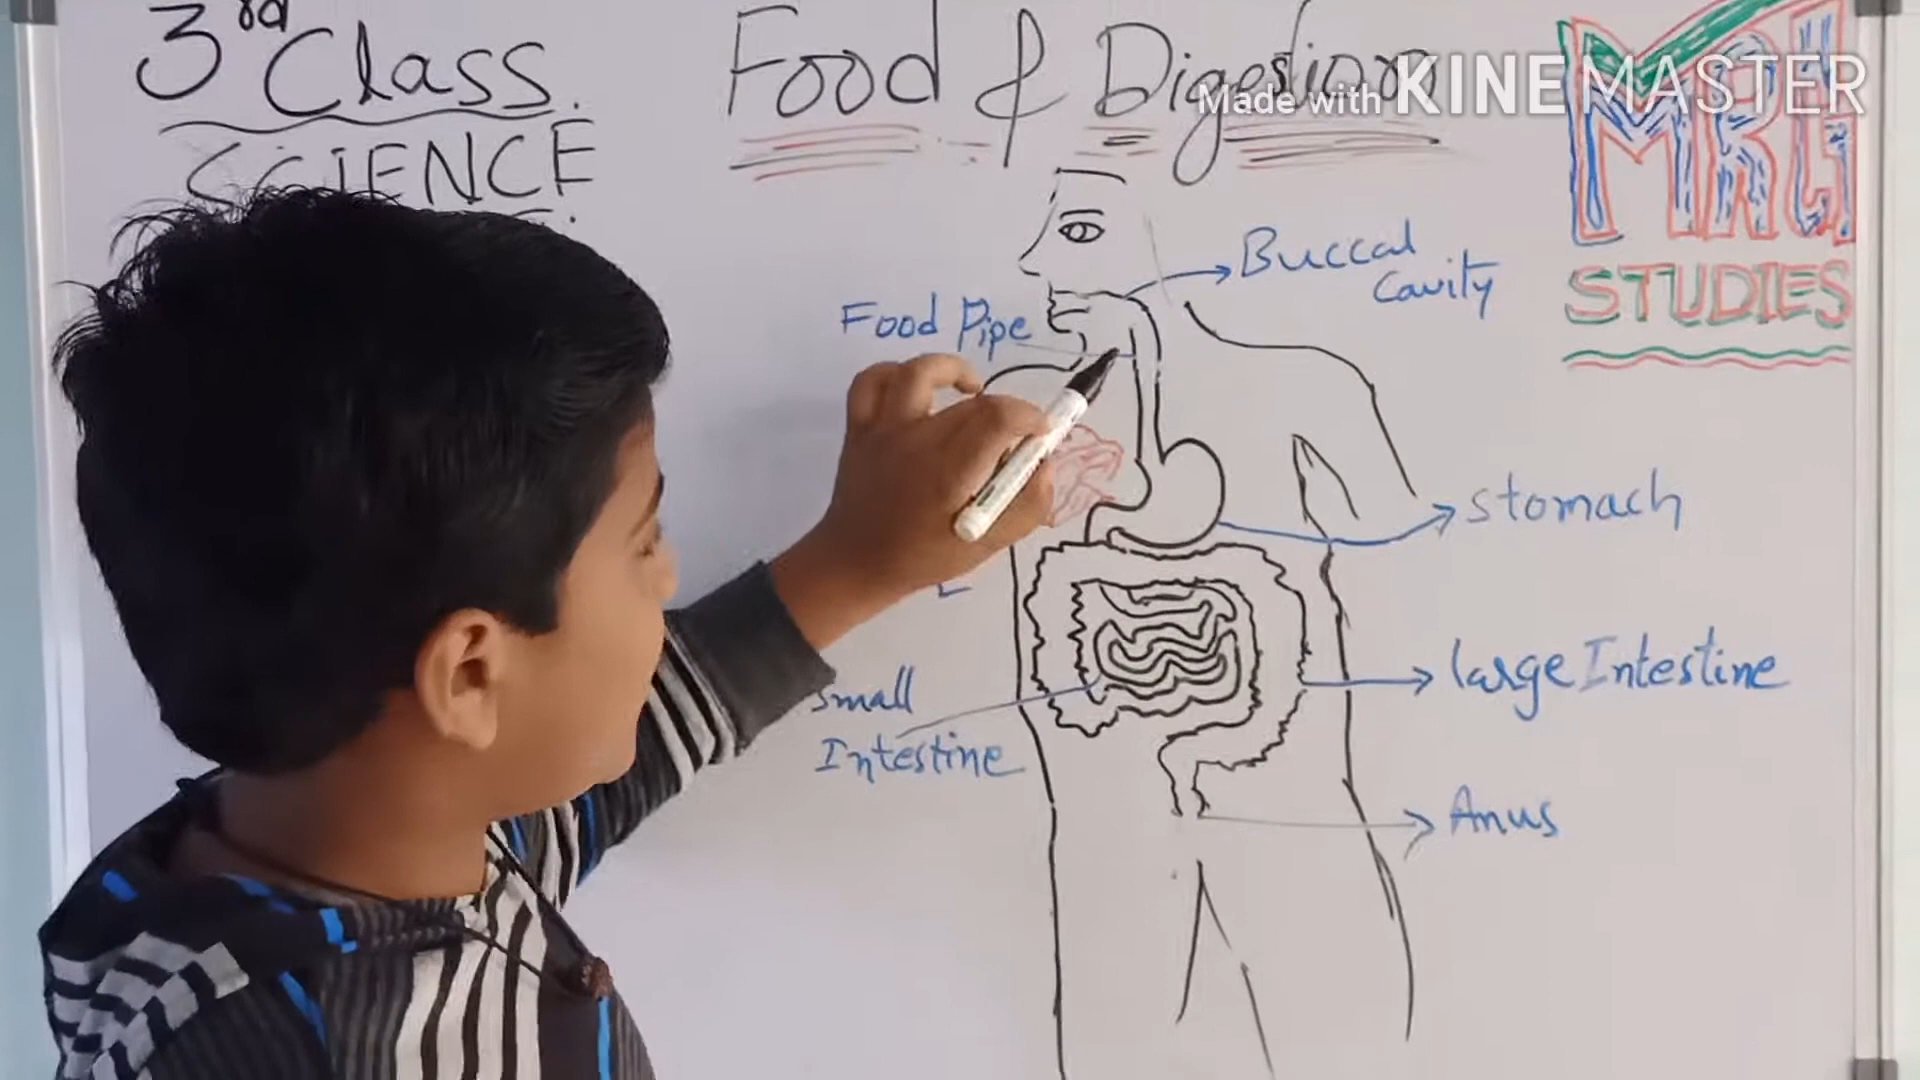 3rd Class.
SCIENCE
Food & Digestion
Made with KINEMASTER
MRG
STUDIES
Buccal
Cavity
Food Pipe
Stomach
large Intestine
Small
Intestine
Anus